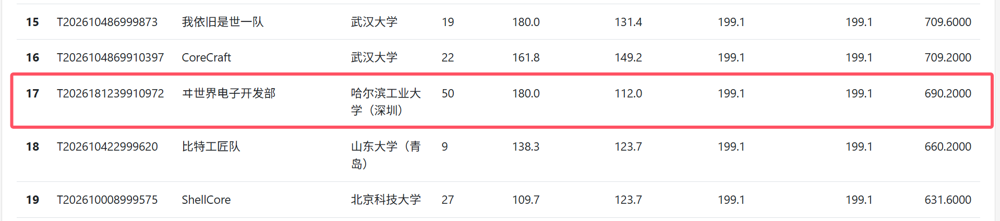 15 T202610486999873 我依旧是世一队 武汉大学 19 180.0 131.4 199.1 199.1 709.6000
16 T2026104869910397 CoreCraft 武汉大学 22 161.8 149.2 199.1 199.1 709.2000
17 T2026181239910972 ヰ世界电子开发部 哈尔滨工业大 50 180.0 112.0 199.1 199.1 690.2000
学（深圳）
18 T202610422999620 比特工匠队 山东大学（青 9 138.3 123.7 199.1 199.1 660.2000
岛）
19 T202610008999575 ShellCore 北京科技大学 27 109.7 123.7 199.1 199.1 631.6000